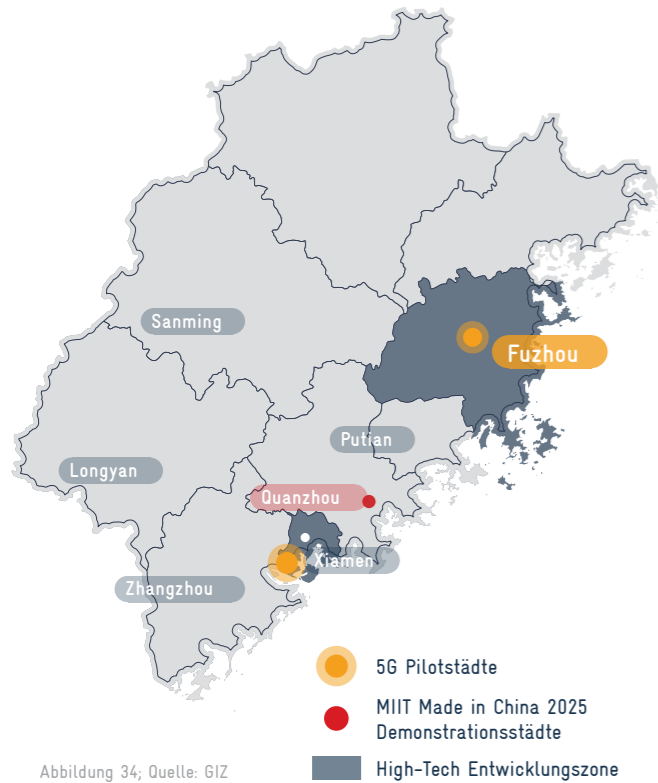 Sanming
Fuzhou
Putian
Longyan
Quanzhou
Xiamen
Zhangzhou
5G Pilotstädte
MIIT Made in China 2025
Demonstrationsstädte
Abbildung 34; Quelle: GIZ
High-Tech Entwicklungszone